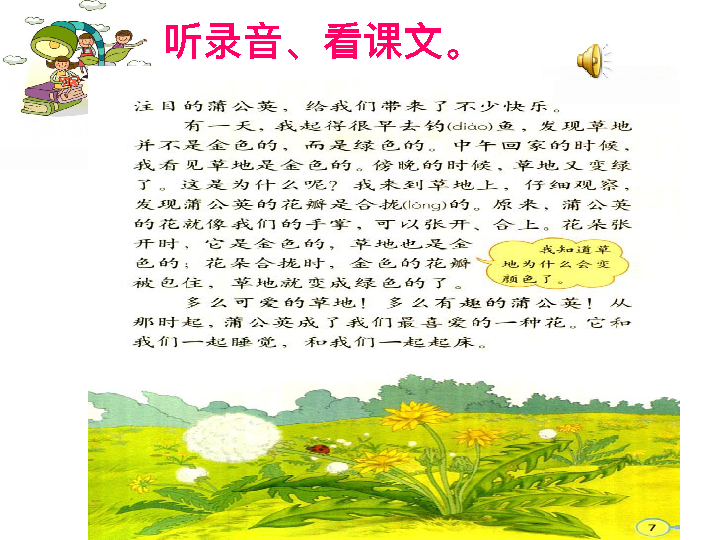 听录音、看课文。
注目的蒲公英，给我们带来了不少快乐。
有一天，我起得很早去钓(diào)鱼，发现草地
并不是金色的，而是绿色的。中午回家的时候，
我看见草地是金色的。傍晚的时候，草地又变绿
了。这是为什么呢？我来到草地上，仔细观察，
发现蒲公英的花瓣是合拢(lǒng)的。原来，蒲公英
的花就像我们的手掌，可以张开、合上。花朵张
开时，它是金色的，草地也是金
色的；花朵合拢时，金色的花瓣
被包住，草地就变成绿色的了。
我知道草
地为什么会变
颜色了。
多么可爱的草地！多么有趣的蒲公英！从
那时起，蒲公英成了我们最喜爱的一种花。它和
我们一起睡觉，和我们一起起床。
7